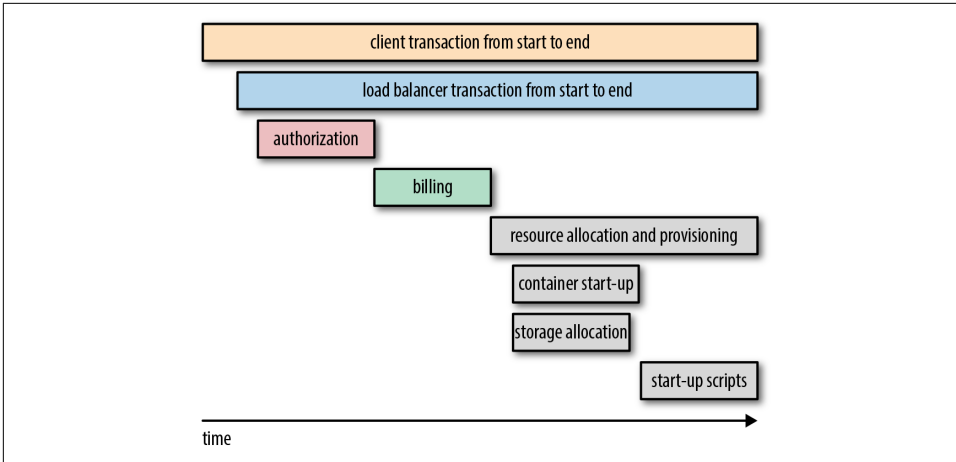 client transaction from start to end
load balancer transaction from start to end
authorization
billing
resource allocation and provisioning
container start-up
storage allocation
start-up scripts
time